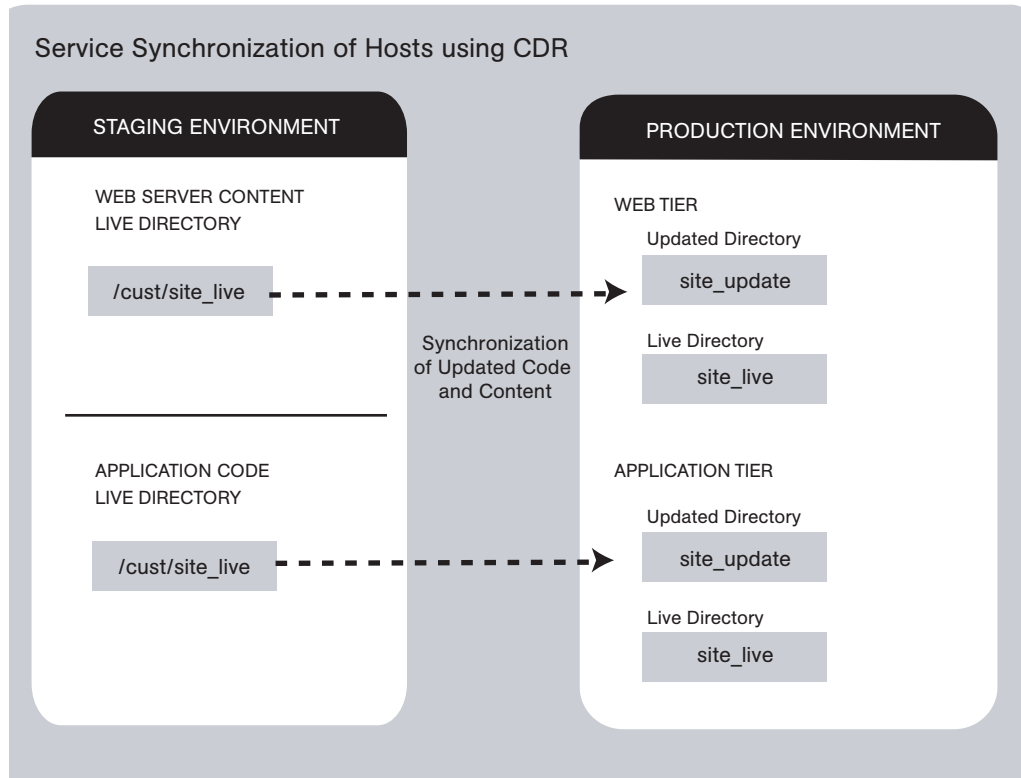 Service Synchronization of Hosts using CDR
STAGING ENVIRONMENT
WEB SERVER CONTENT
LIVE DIRECTORY
/cust/site_live
APPLICATION CODE
LIVE DIRECTORY
/cust/site_live
Synchronization
of Updated Code
and Content
PRODUCTION ENVIRONMENT
WEB TIER
Updated Directory
site_update
Live Directory
site_live
APPLICATION TIER
Updated Directory
site_update
Live Directory
site_live